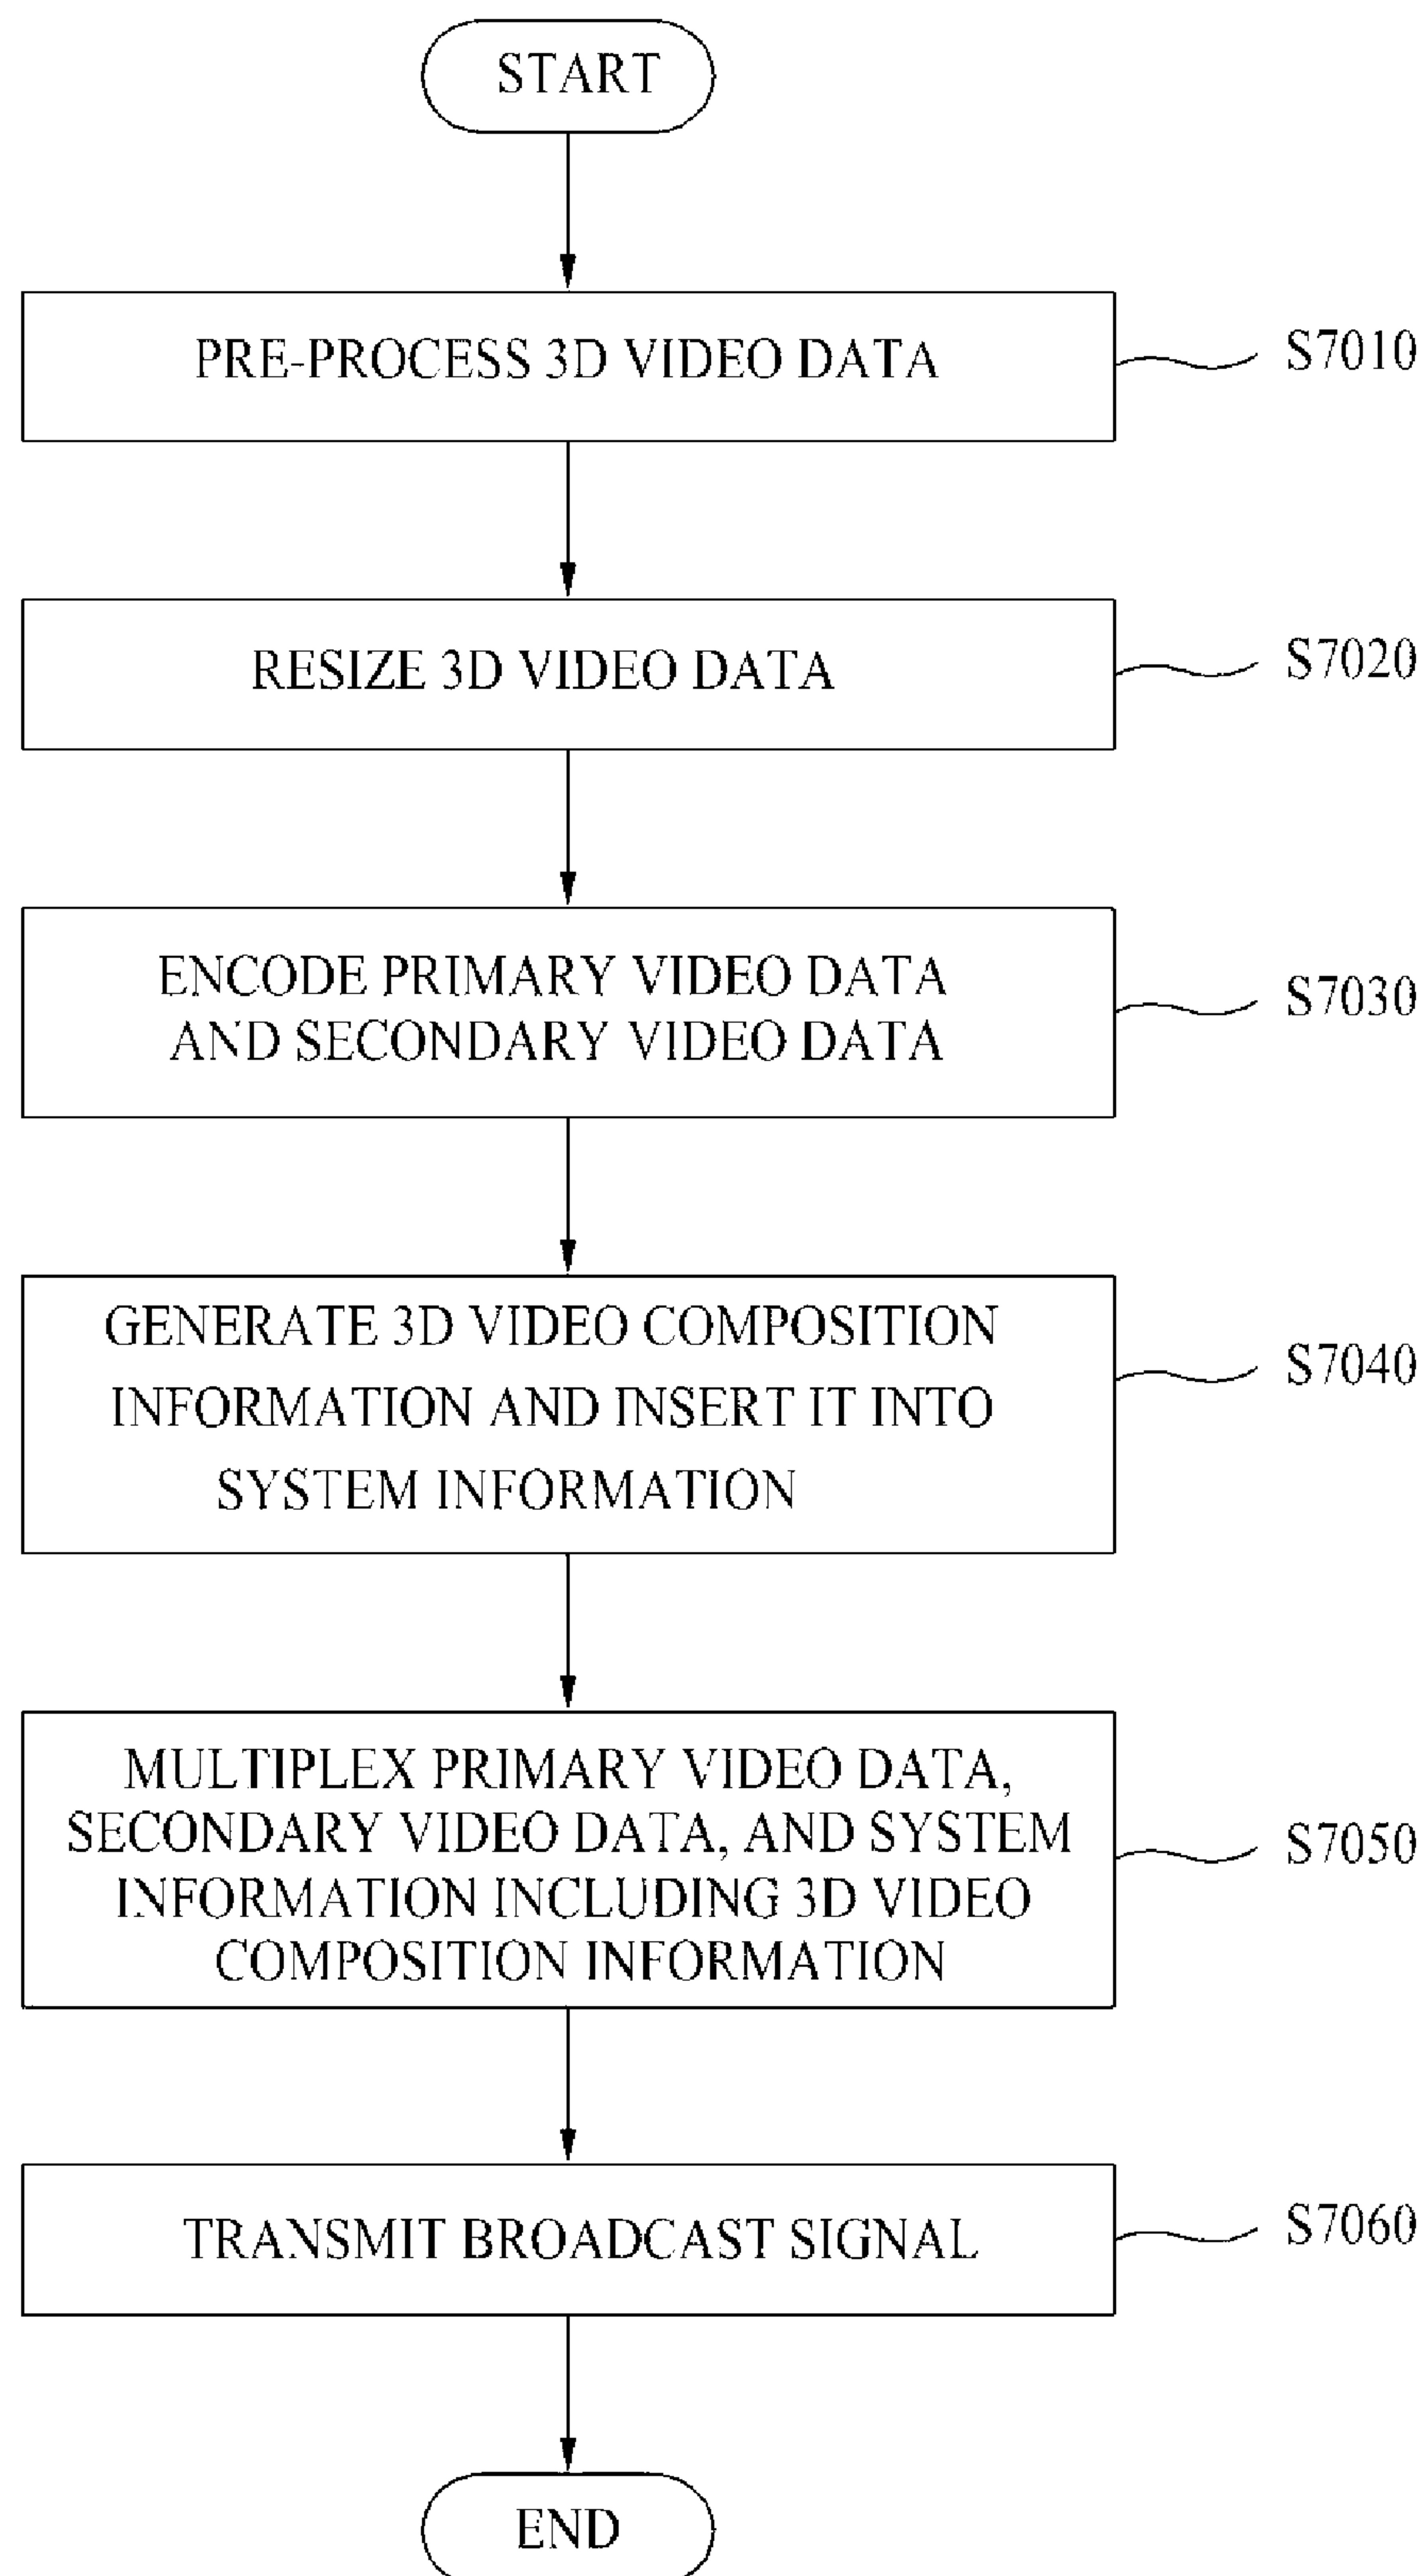 START
PRE-PROCESS 3D VIDEO DATA
S7010
RESIZE 3D VIDEO DATA
S7020
ENCODE PRIMARY VIDEO DATA
AND SECONDARY VIDEO DATA
S7030
GENERATE 3D VIDEO COMPOSITION
INFORMATION AND INSERT IT INTO
SYSTEM INFORMATION
S7040
MULTIPLEX PRIMARY VIDEO DATA,
SECONDARY VIDEO DATA, AND SYSTEM
INFORMATION INCLUDING 3D VIDEO
COMPOSITION INFORMATION
S7050
TRANSMIT BROADCAST SIGNAL
S7060
END